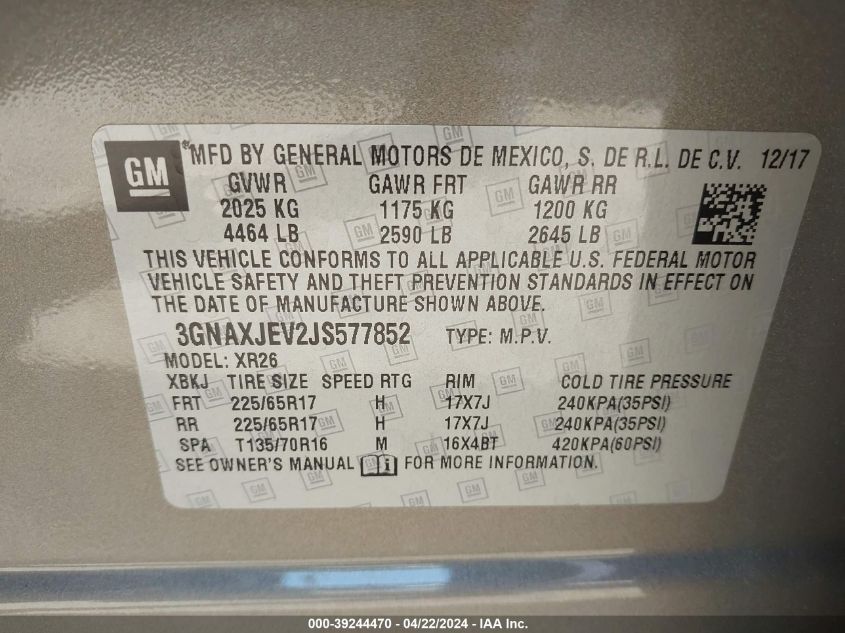 GM ® MFD BY GENERAL MOTORS DE MEXICO, S. DE R.L. DE C.V. 12/17
GVWR GAWR FRT GAWR RR
2025 KG 1175 KG 1200 KG
4464 LB 2590 LB 2645 LB
THIS VEHICLE CONFORMS TO ALL APPLICABLE U.S. FEDERAL MOTOR
VEHICLE SAFETY AND THEFT PREVENTION STANDARDS IN EFFECT ON
THE DATE OF MANUFACTURE SHOWN ABOVE.
3GNAXJEV2JS577852 TYPE: M.P.V.
MODEL: XR26
XBKJ TIRE SIZE SPEED RTG RIM COLD TIRE PRESSURE
FRT 225/65R17 H 17X7J 240KPA(35PSI)
RR 225/65R17 H 17X7J 240KPA(35PSI)
SPA T135/70R16 M 16X4BT 420KPA(60PSI)
SEE OWNER'S MANUAL FOR MORE INFORMATION.
000-39244470 - 04/22/2024 - IAA Inc.